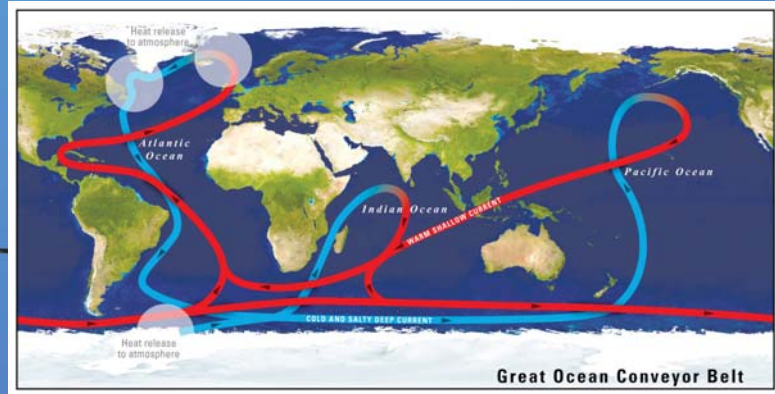 Heat release
to atmosphere
Atlantic
Ocean
Pacific Ocean
Indian Ocean
WARM SHALLOW CURRENT
COLD AND SALTY DEEP CURRENT
Heat release
to atmosphere
Great Ocean Conveyor Belt